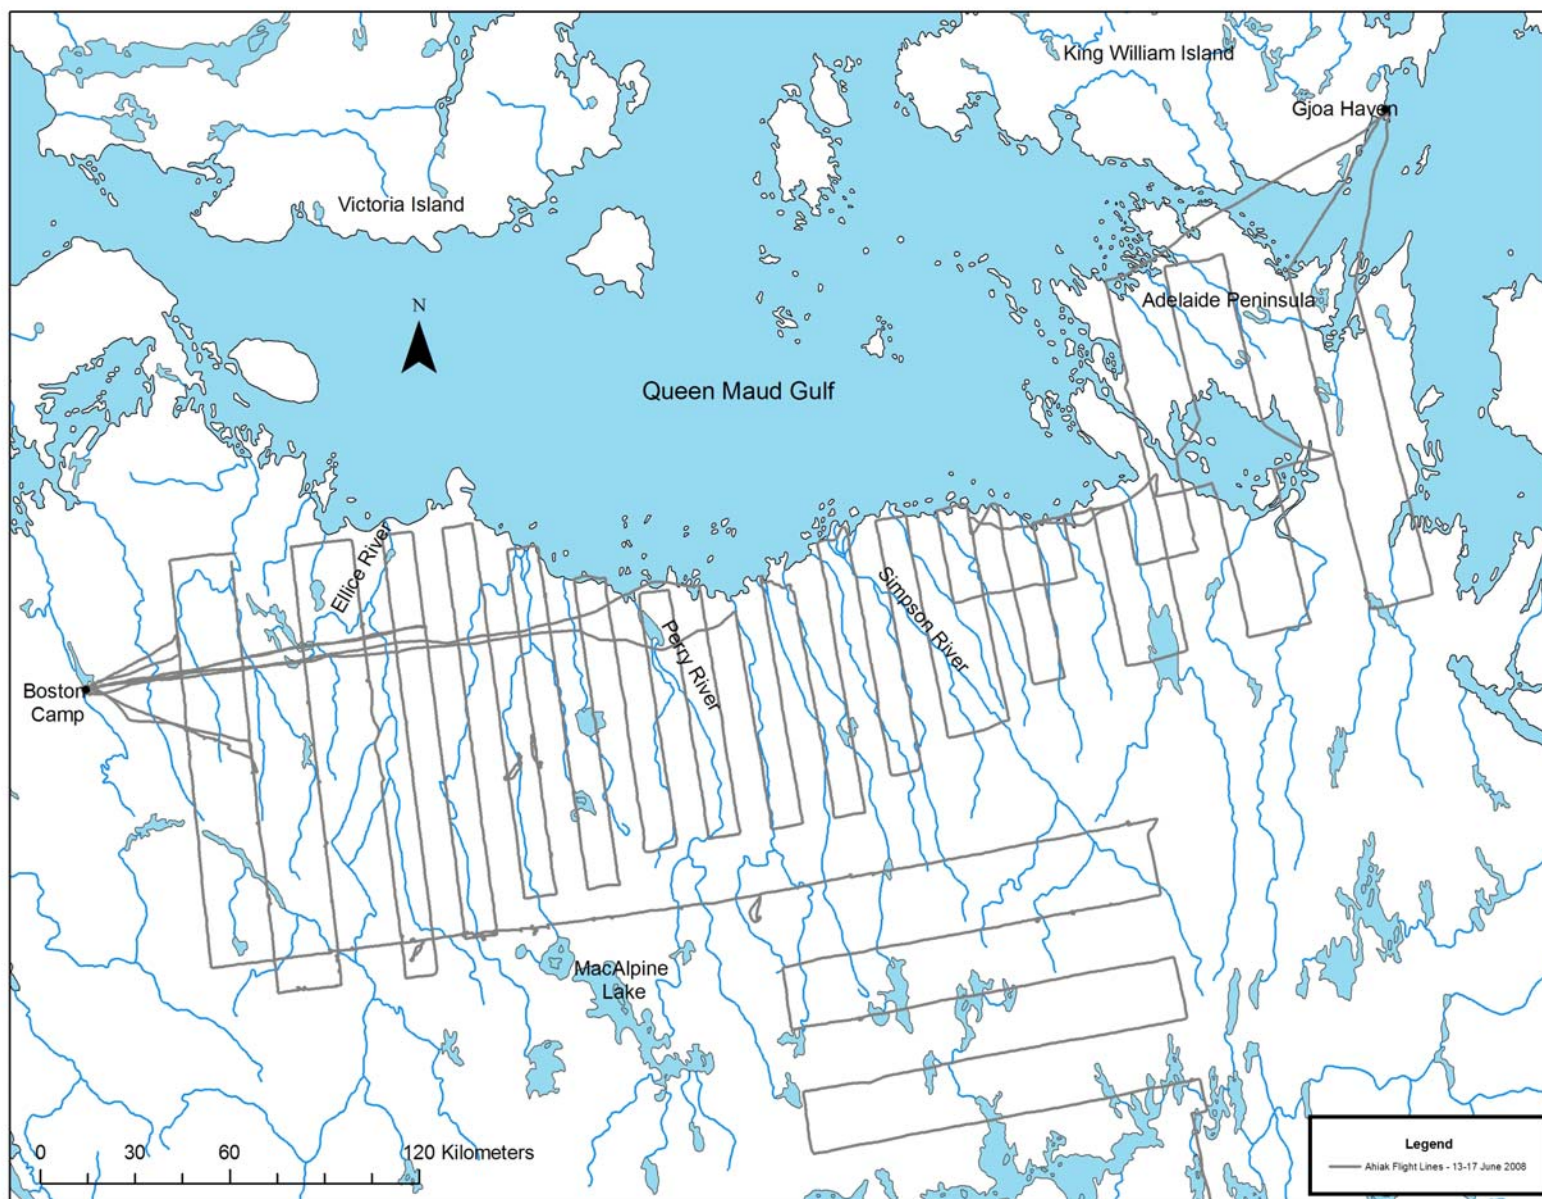 King William Island
Gjoa Haven
Victoria Island
N
Adelaide Peninsula
Queen Maud Gulf
Ellice River
Simpson River
Perry River
Boston
Camp
MacAlpine
Lake
0 30 60 120 Kilometers
Legend
Ahiak Flight Lines - 13-17 June 2008